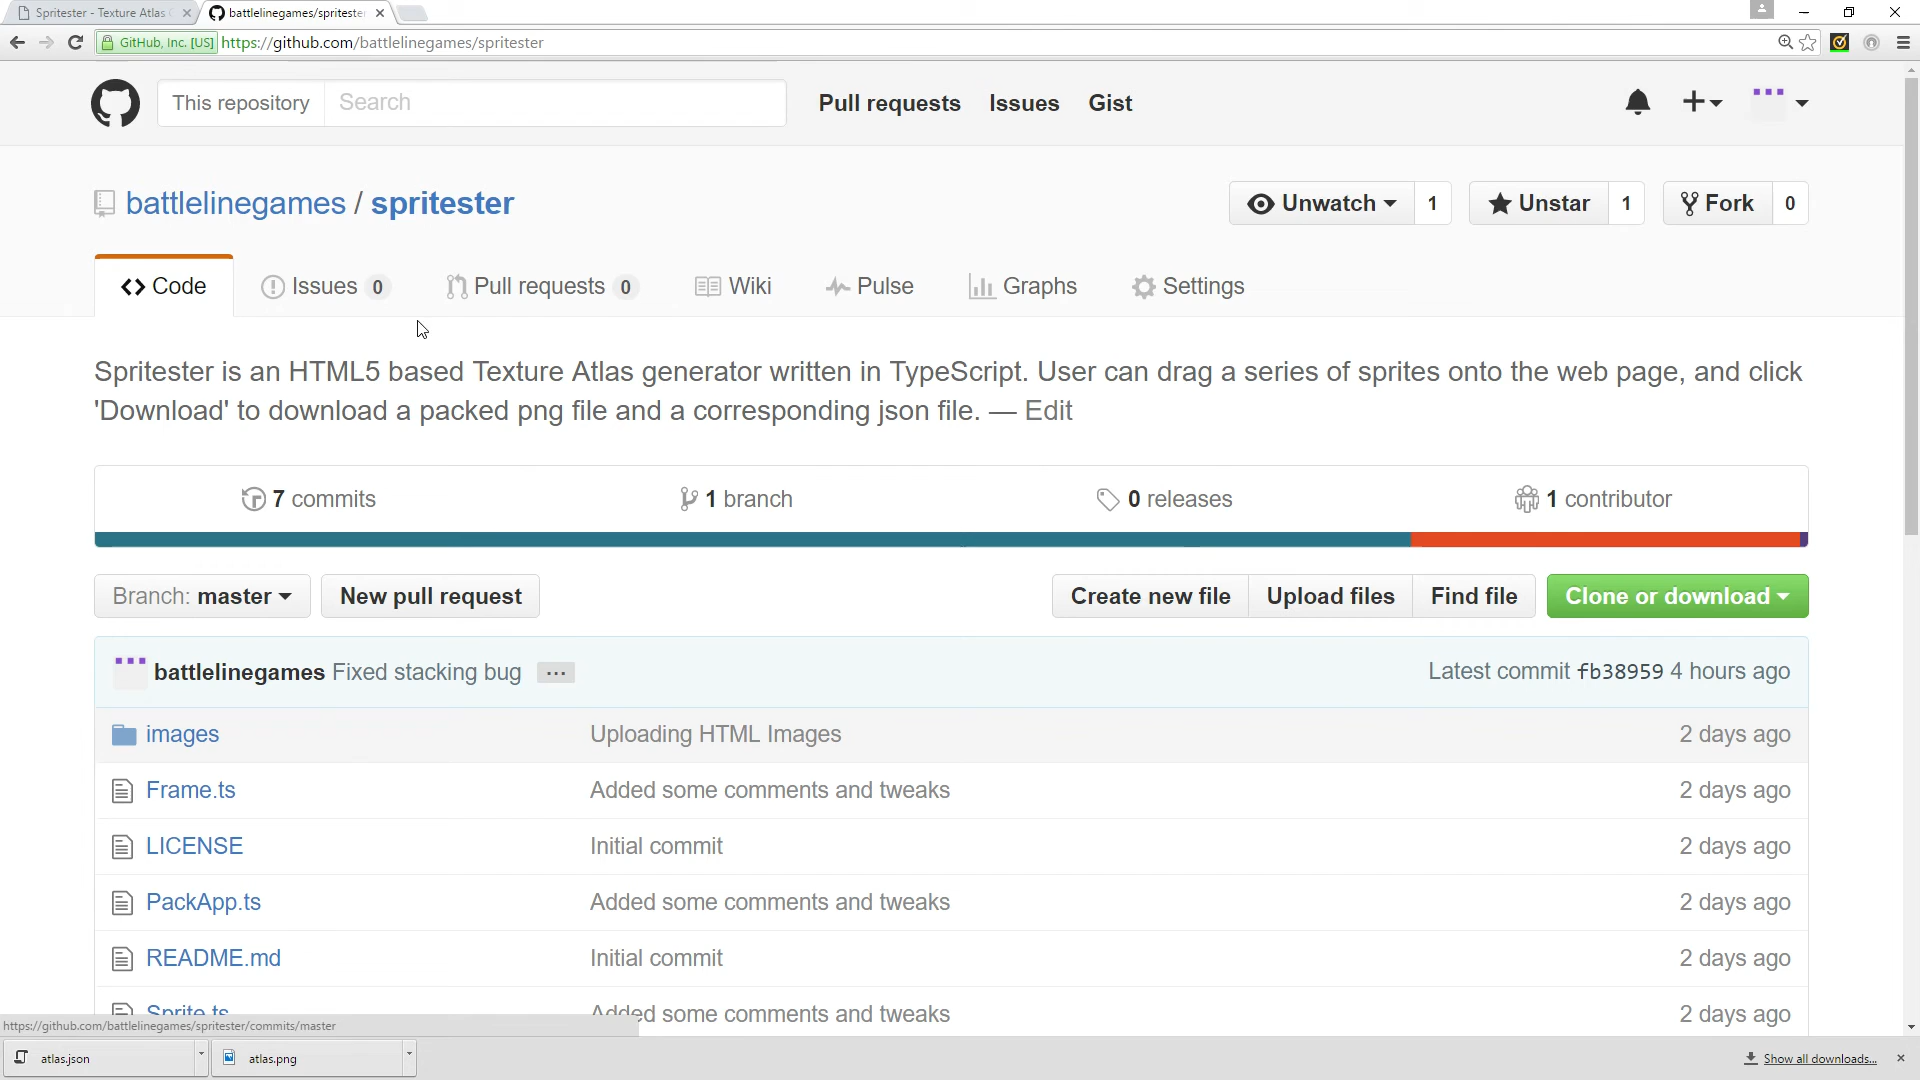 Spritester - Texture Atlas
battlelinegames/spritester
GitHub, Inc. [US] https://github.com/battlelinegames/spritester
This repository Search Pull requests Issues Gist
battlelinegames / spritester
Unwatch 1 Unstar 1 Fork 0
Code Issues 0 Pull requests 0 Wiki Pulse Graphs Settings
Spritester is an HTML5 based Texture Atlas generator written in TypeScript. User can drag a series of sprites onto the web page, and click
'Download' to download a packed png file and a corresponding json file. — Edit
7 commits 1 branch 0 releases 1 contributor
Branch: master New pull request Create new file Upload files Find file Clone or download
battlelinegames Fixed stacking bug … Latest commit fb38959 4 hours ago
images Uploading HTML Images 2 days ago
Frame.ts Added some comments and tweaks 2 days ago
LICENSE Initial commit 2 days ago
PackApp.ts Added some comments and tweaks 2 days ago
README.md Initial commit 2 days ago
Sprite.ts Added some comments and tweaks 2 days ago
https://github.com/battlelinegames/spritester/commits/master
atlas.json atlas.png Show all downloads...